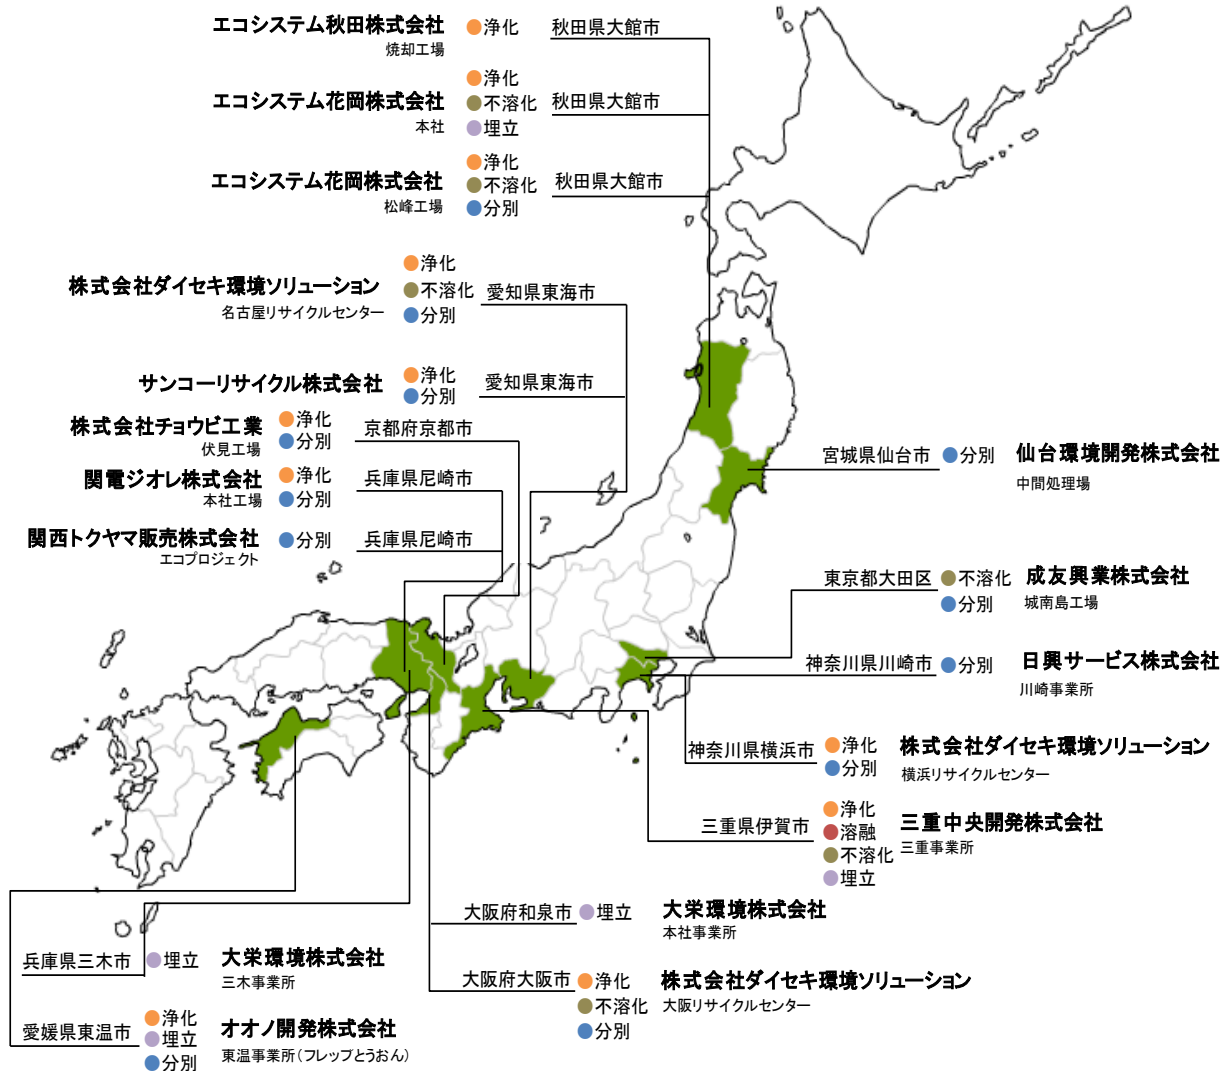 エコシステム秋田株式会社
焼却工場
浄化
秋田県大館市
エコシステム花岡株式会社
本社
浄化
不溶化
埋立
秋田県大館市
エコシステム花岡株式会社
松峰工場
浄化
不溶化
分別
秋田県大館市
株式会社ダイセキ環境ソリューション
名古屋リサイクルセンター
浄化
不溶化
分別
愛知県東海市
サンコーリサイクル株式会社
浄化
分別
愛知県東海市
株式会社チョウビ工業
伏見工場
浄化
分別
京都府京都市
関電ジオレ株式会社
本社工場
浄化
分別
兵庫県尼崎市
関西トクヤマ販売株式会社
エコプロジェクト
分別
兵庫県尼崎市
宮城県仙台市
分別
仙台環境開発株式会社
中間処理場
東京都大田区
不溶化
分別
成友興業株式会社
城南島工場
神奈川県川崎市
分別
日興サービス株式会社
川崎事業所
神奈川県横浜市
浄化
分別
株式会社ダイセキ環境ソリューション
横浜リサイクルセンター
三重県伊賀市
浄化
溶融
不溶化
埋立
三重中央開発株式会社
三重事業所
大阪府和泉市
埋立
大栄環境株式会社
本社事業所
兵庫県三木市
埋立
大栄環境株式会社
三木事業所
大阪府大阪市
浄化
不溶化
分別
株式会社ダイセキ環境ソリューション
大阪リサイクルセンター
愛媛県東温市
浄化
埋立
分別
オオノ開発株式会社
東温事業所(フレップとうおん)